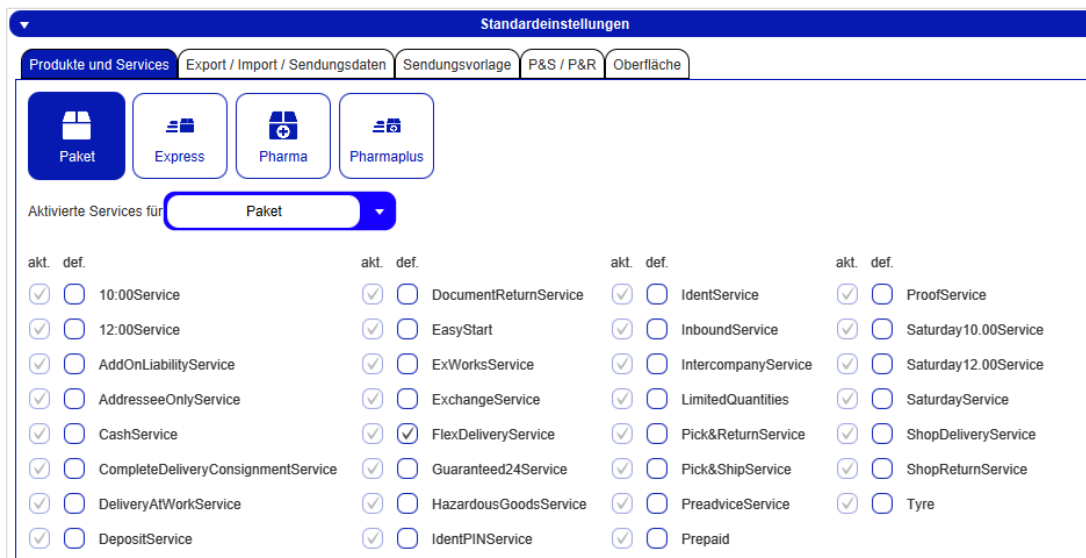 Standardeinstellungen
Produkte und Services Export / Import / Sendungsdaten Sendungsvorlage P&S / P&R Oberfläche
Paket Express Pharma Pharmaplus
Aktivierte Services für Paket
akt. def. akt. def. akt. def. akt. def.
10:00Service DocumentReturnService IdentService ProofService
12:00Service EasyStart InboundService Saturday10.00Service
AddOnLiabilityService ExWorksService IntercompanyService Saturday12.00Service
AddresseeOnlyService ExchangeService LimitedQuantities SaturdayService
CashService FlexDeliveryService Pick&ReturnService ShopDeliveryService
CompleteDeliveryConsignmentService Guaranteed24Service Pick&ShipService ShopReturnService
DeliveryAtWorkService HazardousGoodsService PreadviceService Tyre
DepositService IdentPINService Prepaid